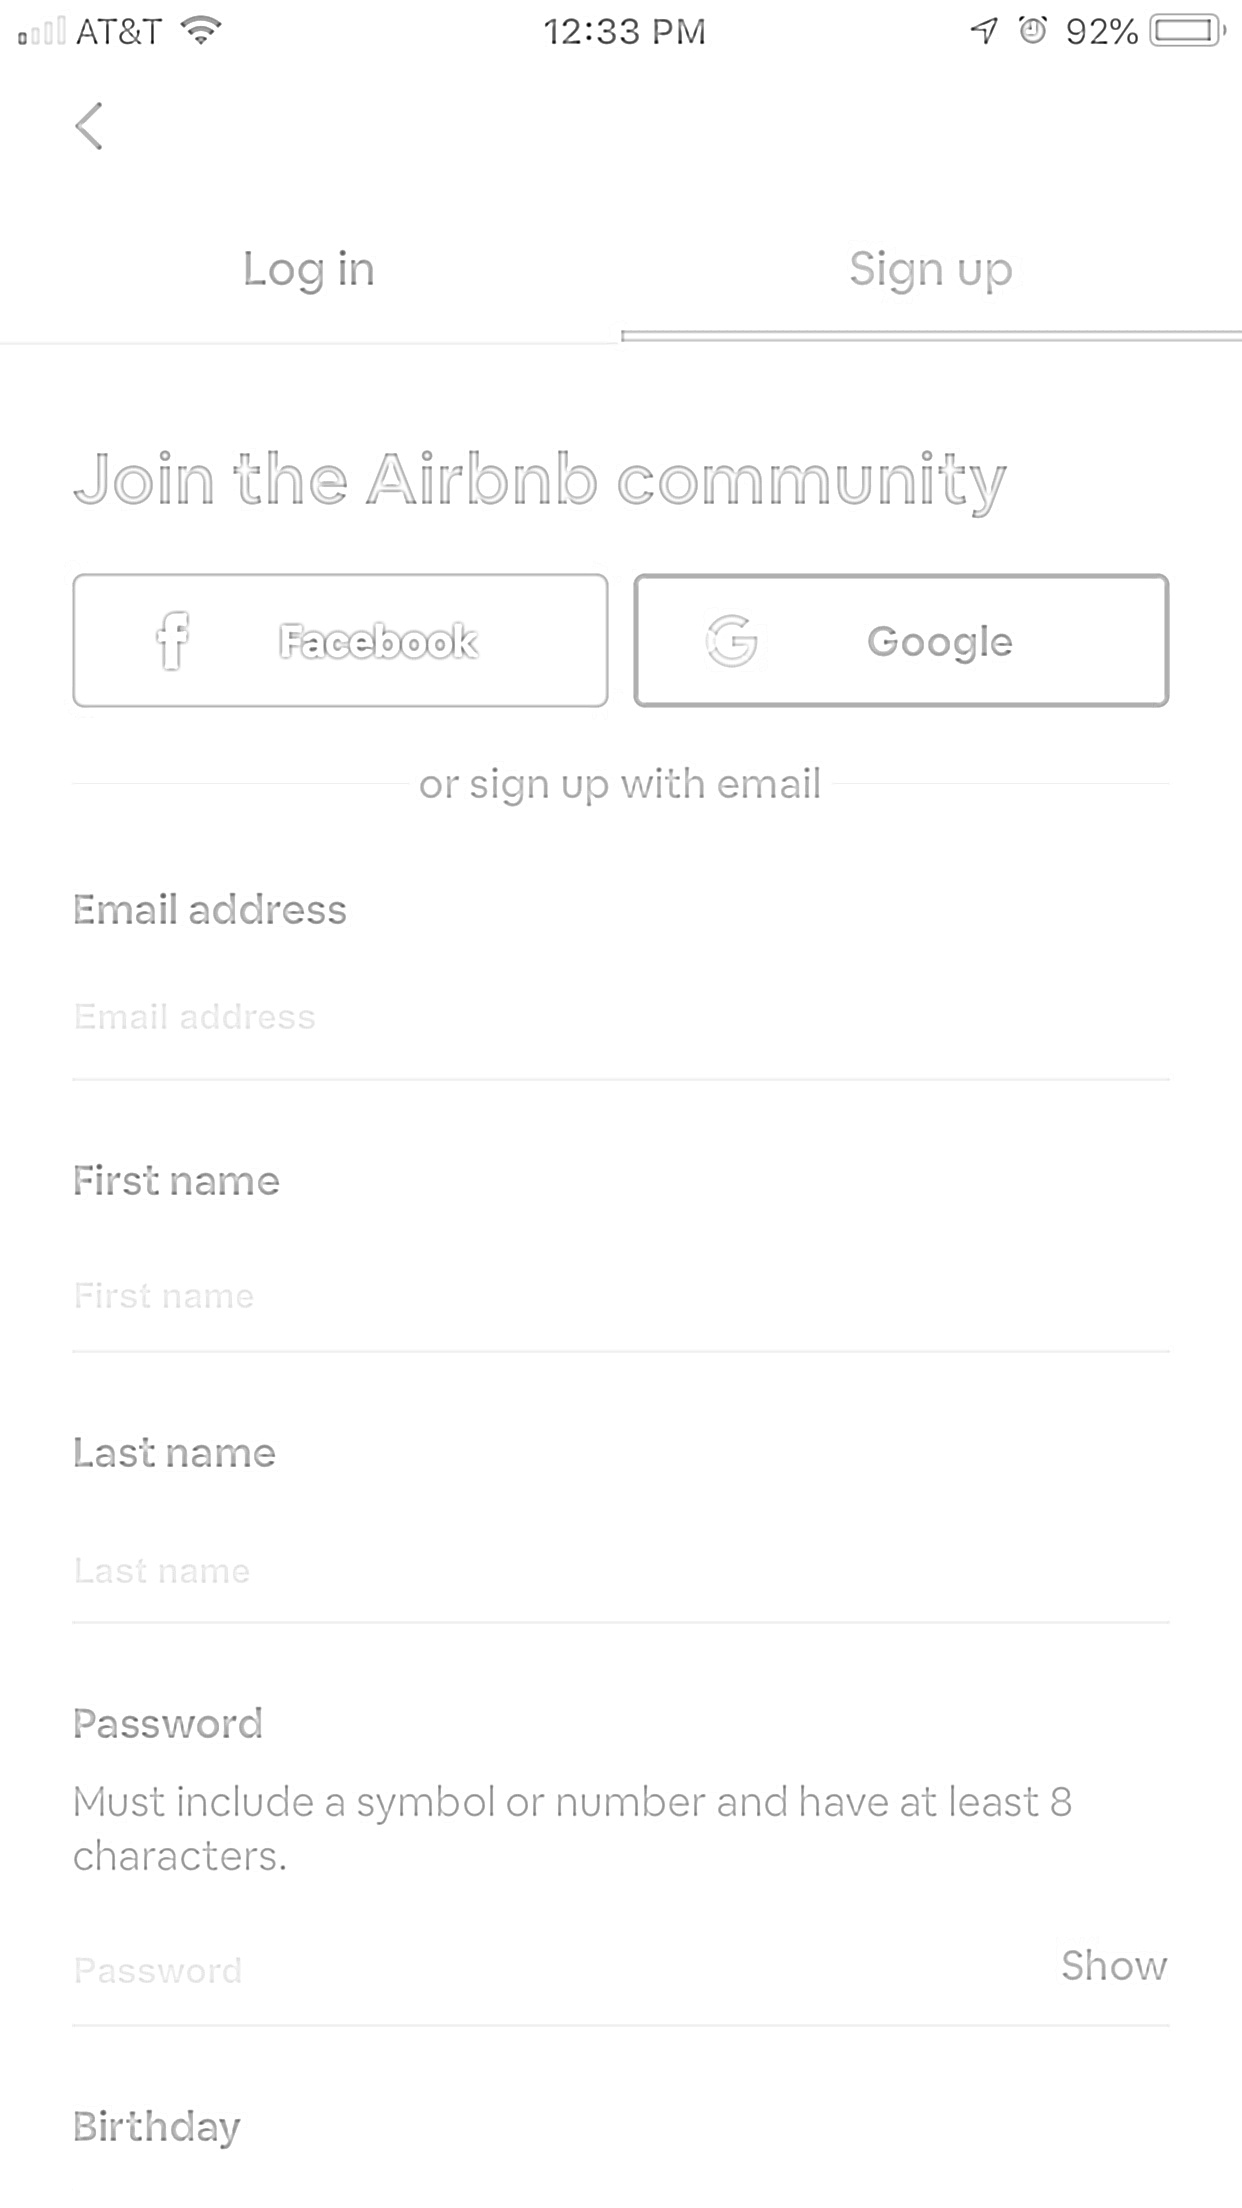 AT&T 12:33 PM 92%
Log in Sign up
Join the Airbnb community
Facebook Google
or sign up with email
Email address
Email address
First name
First name
Last name
Last name
Password
Must include a symbol or number and have at least 8
characters.
Password Show
Birthday